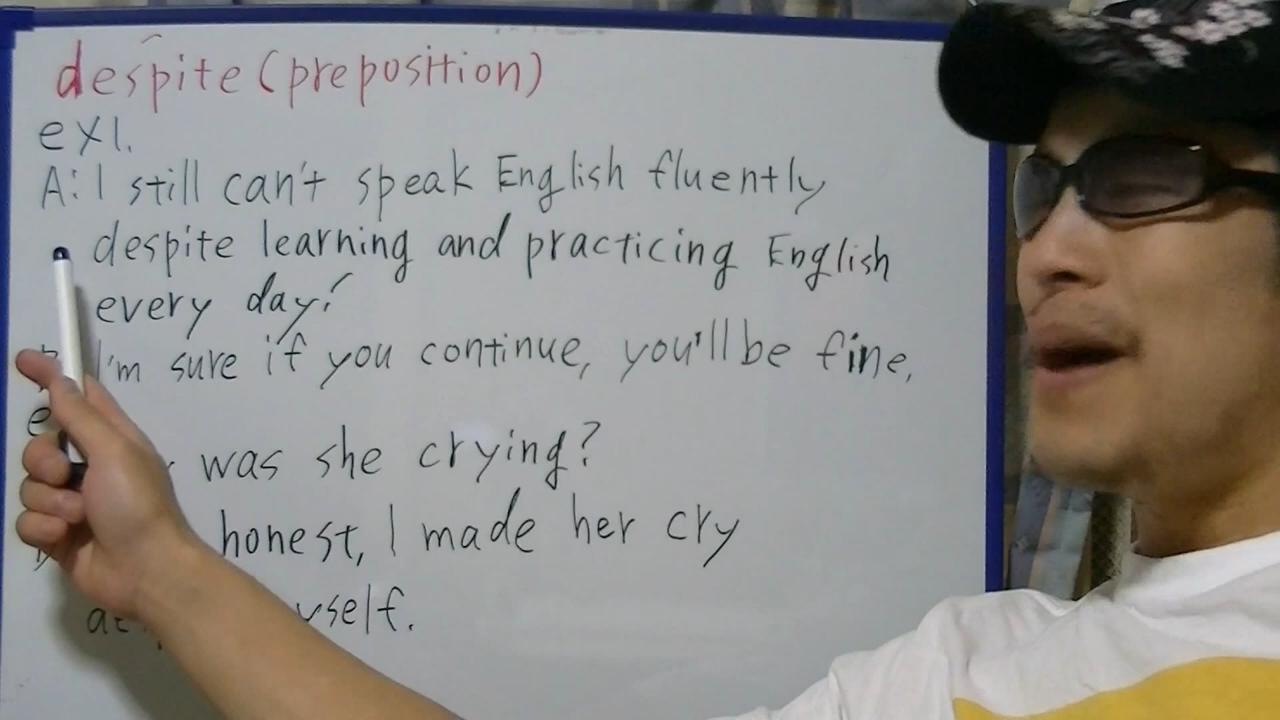 despite (preposition)
ex1.
A: I still can't speak English fluently
despite learning and practicing English
every day!
I'm sure if you continue, you'll be fine.
was she crying?
honest, I made her cry